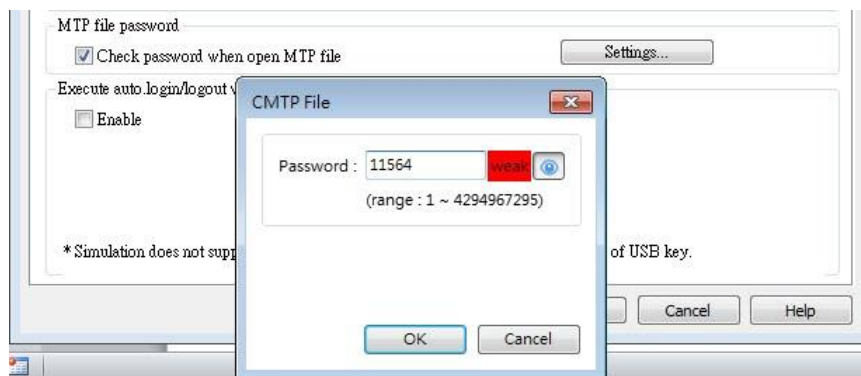 MTP file password
Check password when open MTP file
Settings...
Execute auto.login/logout
Enable
CMTP File
Password : 11564 weak
(range : 1 ~ 4294967295)
* Simulation does not
of USB key.
OK Cancel
Cancel Help